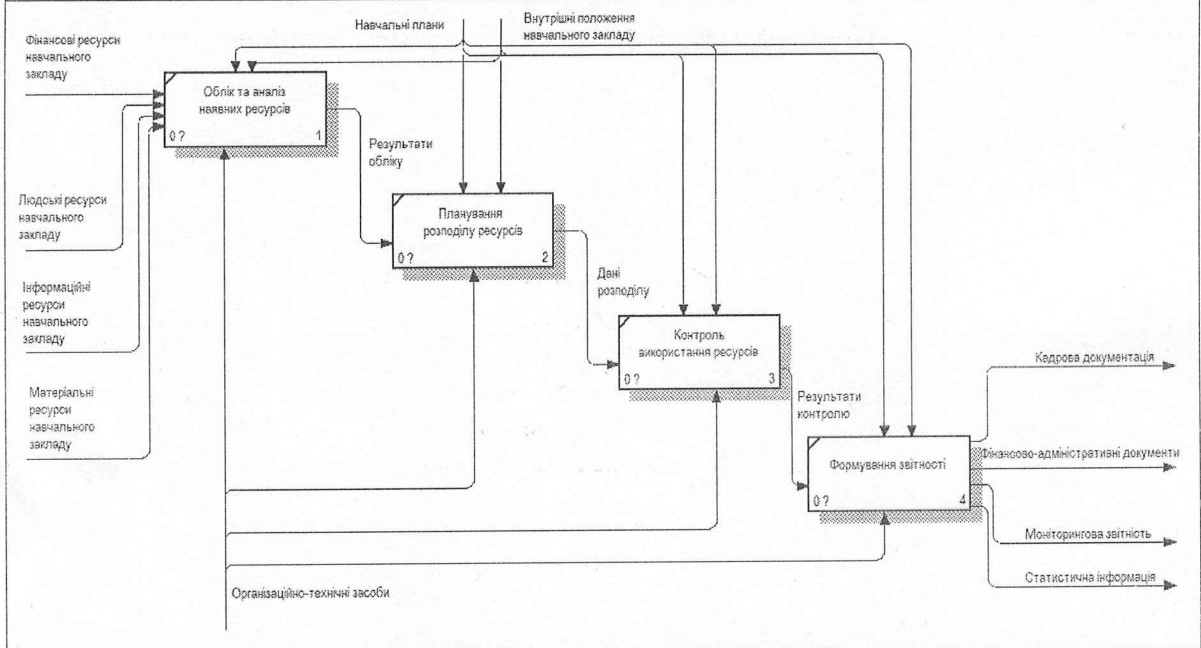 Навчальні плани
Внутрішні положення
навчального закладу
Фінансові ресурси
навчального
закладу
Облік та аналіз
наявних ресурсів
0 ?
1
Результати
обліку
Людські ресурси
навчального
закладу
Планування
розподілу ресурсів
0 ?
2
Дані
розподілу
Інформаційні
ресурси
навчального
закладу
Контроль
використання ресурсів
0 ?
3
Результати
контролю
Матеріальні
ресурси
навчального
закладу
Формування звітності
0 ?
4
Кадрова документація
Фінансово-адміністративні документи
Моніторингова звітність
Статистична інформація
Організаційно-технічні засоби